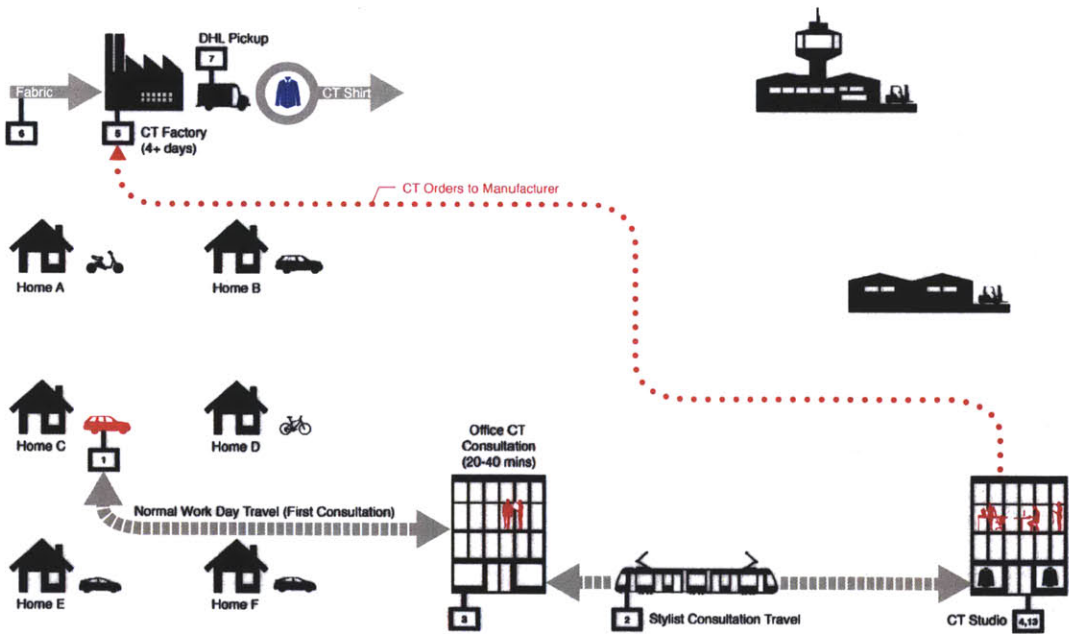 DHL Pickup
7
Fabric
CT Shirt
6
5
CT Factory
(4+ days)
CT Orders to Manufacturer
Home A
Home B
Home C
Home D
1
Office CT
Consultation
(20-40 mins)
Normal Work Day Travel (First Consultation)
Home E
Home F
3
2
Stylist Consultation Travel
CT Studio
4,13